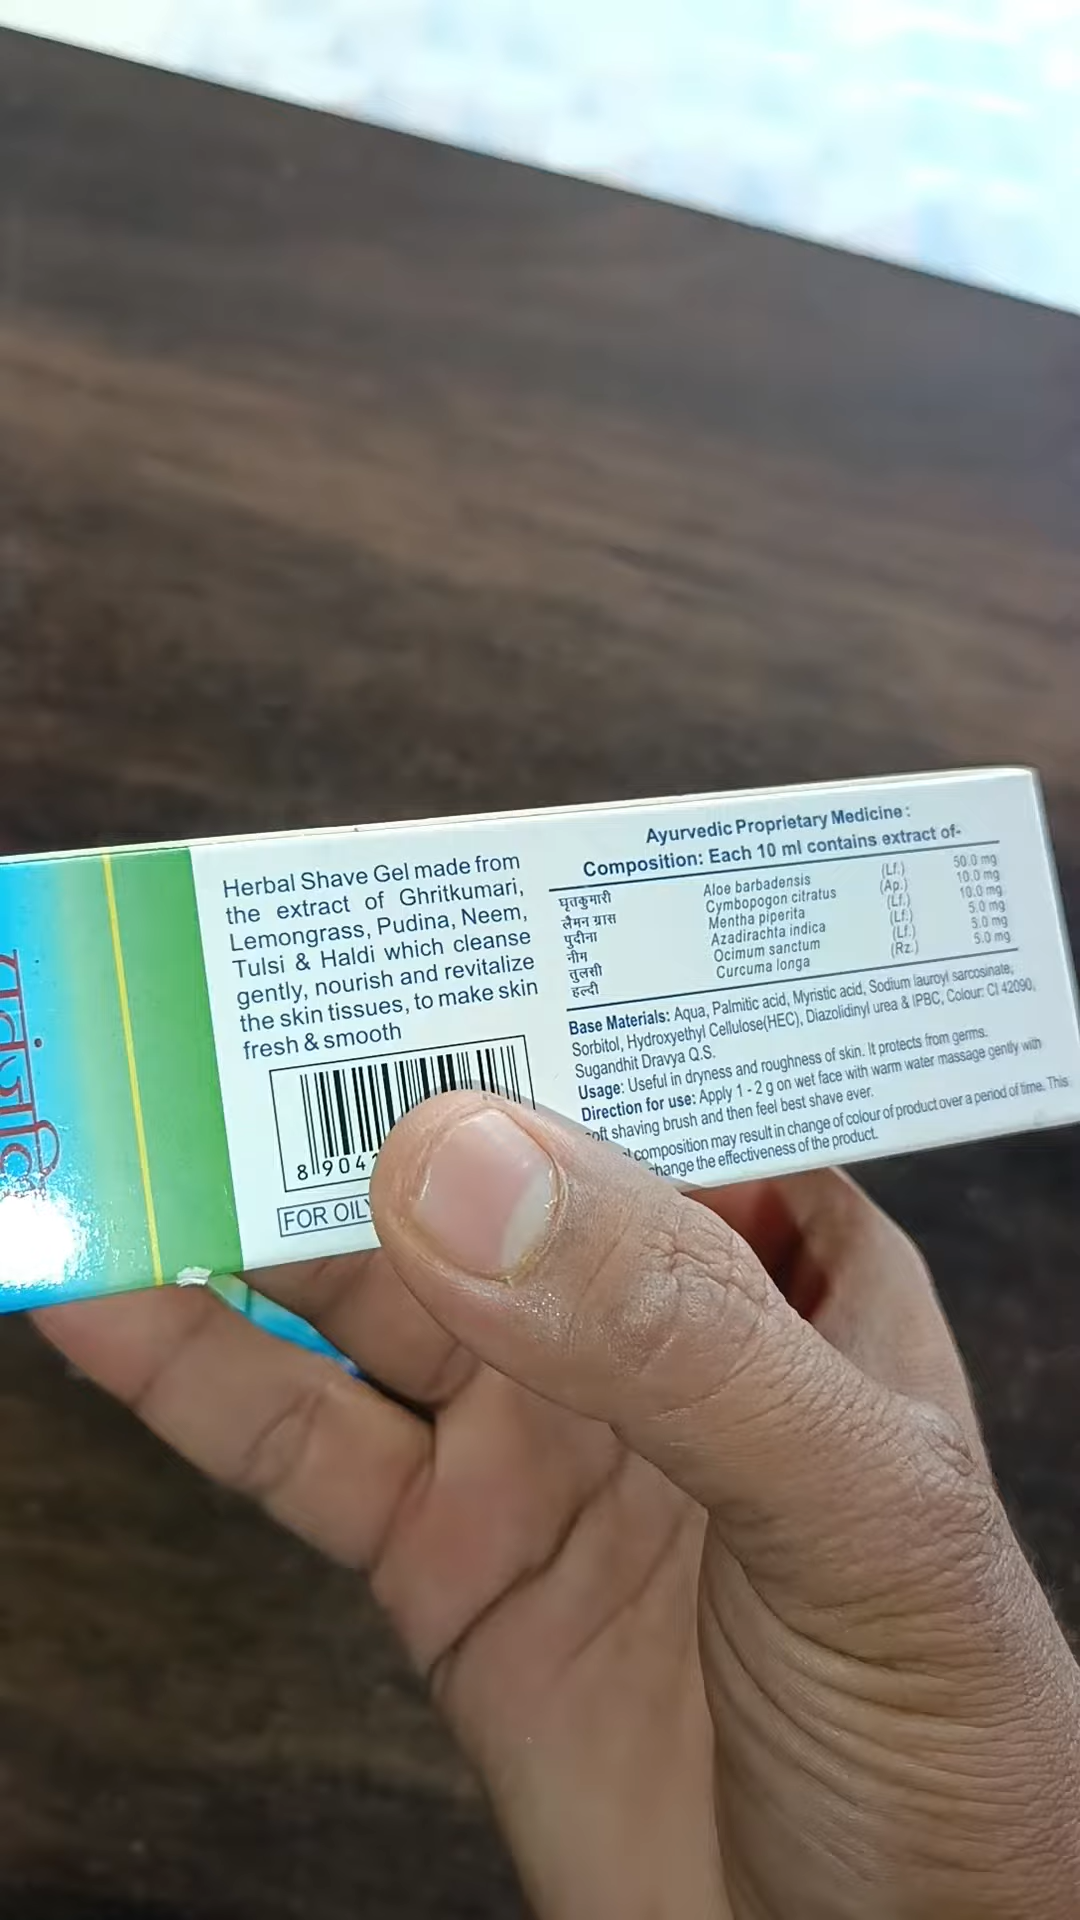 Herbal Shave Gel made from
the extract of Ghritkumari,
Lemongrass, Pudina, Neem,
Tulsi & Haldi which cleanse
gently, nourish and revitalize
the skin tissues, to make skin
fresh & smooth
8 904
FOR OILY
Ayurvedic Proprietary Medicine :
Composition: Each 10 ml contains extract of-
घृतकुमारी Aloe barbadensis (Lf.) 50.0 mg
लैमन ग्रास Cymbopogon citratus (Ap.) 10.0 mg
पुदीना Mentha piperita (Lf.) 10.0 mg
नीम Azadirachta indica (Lf.) 5.0 mg
तुलसी Ocimum sanctum (Lf.) 5.0 mg
हल्दी Curcuma longa (Rz.) 5.0 mg
Base Materials: Aqua, Palmitic acid, Myristic acid, Sodium lauroyl sarcosinate,
Sorbitol, Hydroxyethyl Cellulose(HEC), Diazolidinyl urea & IPBC, Colour: CI 42090,
Sugandhit Dravya Q.S.
Usage: Useful in dryness and roughness of skin. It protects from germs.
Direction for use: Apply 1 - 2 g on wet face with warm water massage gently with
soft shaving brush and then feel best shave ever.
composition may result in change of colour of product over a period of time. This
change the effectiveness of the product.